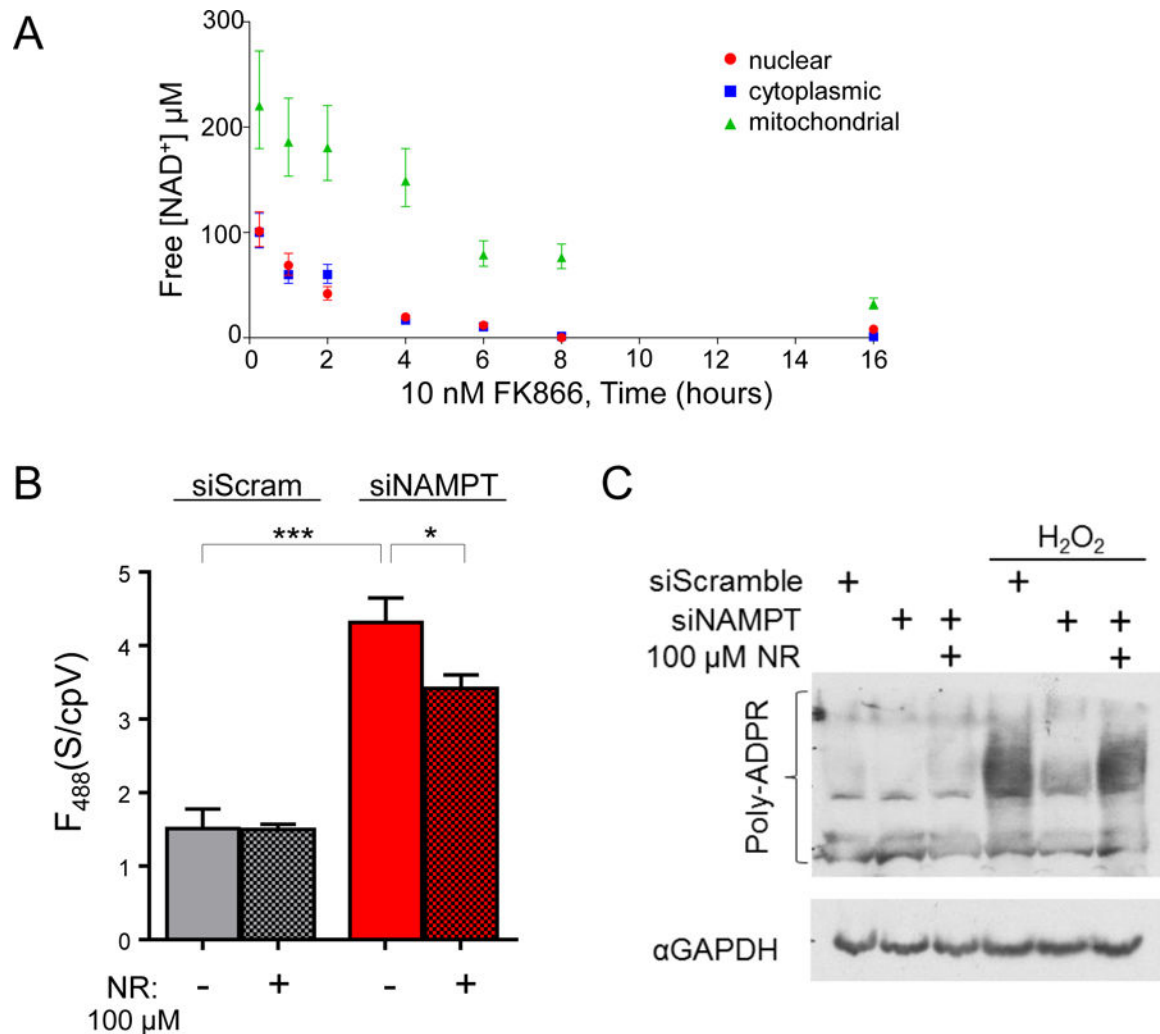 A
300
200
100
0
Free [NAD⁺] µM
nuclear
cytoplasmic
mitochondrial
0 2 4 6 8 10 12 14 16
10 nM FK866, Time (hours)
B
siScram siNAMPT
*** *
5
4
3
2
1
0
F₄₈₈(S/cpV)
NR: - + - +
100 µM
C
H₂O₂
siScramble + +
siNAMPT + + + +
100 µM NR + +
Poly-ADPR
αGAPDH